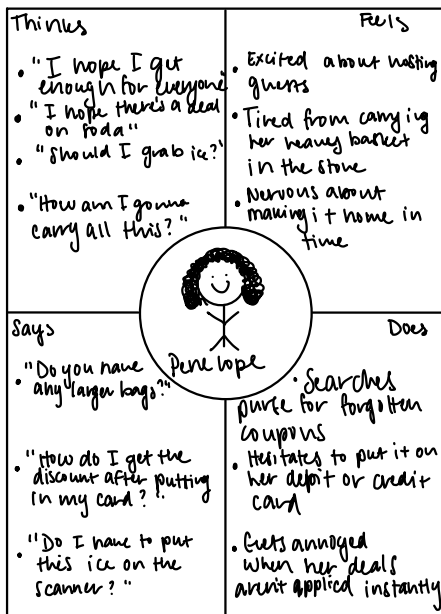 Thinks
• "I hope I get
enough for everyone"
• "I hope there's a deal
on soda"
• "Should I grab ice?"
• "How am I gonna
carry all this?"
Feels
• Excited about hosting
guests
• Tired from carrying
her heavy basket
in the store
• Nervous about
making it home in
time
Penelope
Says
• "Do you have
any larger bags?"
• "How do I get the
discount after putting
in my card?"
• "Do I have to put
this ice on the
scanner?"
Does
• Searches
purse for forgotten
coupons
• Hesitates to put it on
her debit or credit
card
• Gets annoyed
when her deals
aren't applied instantly